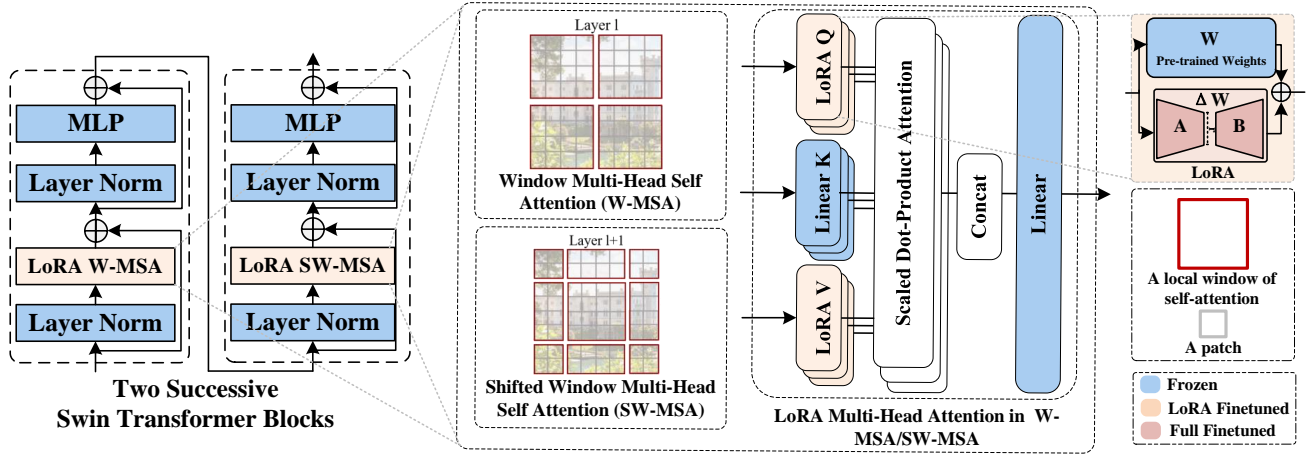 MLP
Layer Norm
LoRA W-MSA
Layer Norm
MLP
Layer Norm
LoRA SW-MSA
Layer Norm
Two Successive
Swin Transformer Blocks
Layer l
Window Multi-Head Self
Attention (W-MSA)
Layer l+1
Shifted Window Multi-Head
Self Attention (SW-MSA)
LoRA Q
Linear K
LoRA V
Scaled Dot-Product Attention
Concat
Linear
LoRA Multi-Head Attention in W-
MSA/SW-MSA
W
Pre-trained Weights
Δ W
A
B
LoRA
A local window of
self-attention
A patch
Frozen
LoRA Finetuned
Full Finetuned